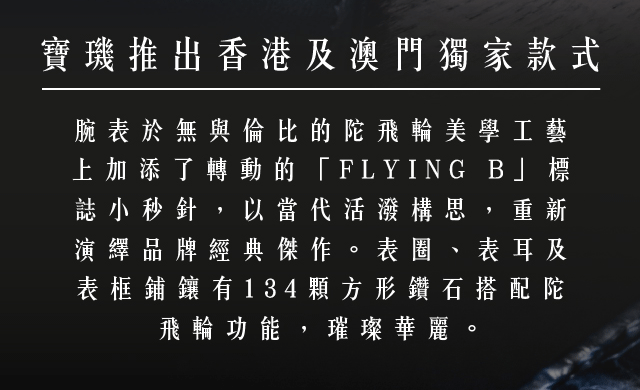 寶璣推出香港及澳門獨家款式
腕表於無與倫比的陀飛輪美學工藝
上加添了轉動的「FLYING B」標
誌小秒針，以當代活潑構思，重新
演繹品牌經典傑作。表圈、表耳及
表框鋪鑲有134顆方形鑽石搭配陀
飛輪功能，璀璨華麗。